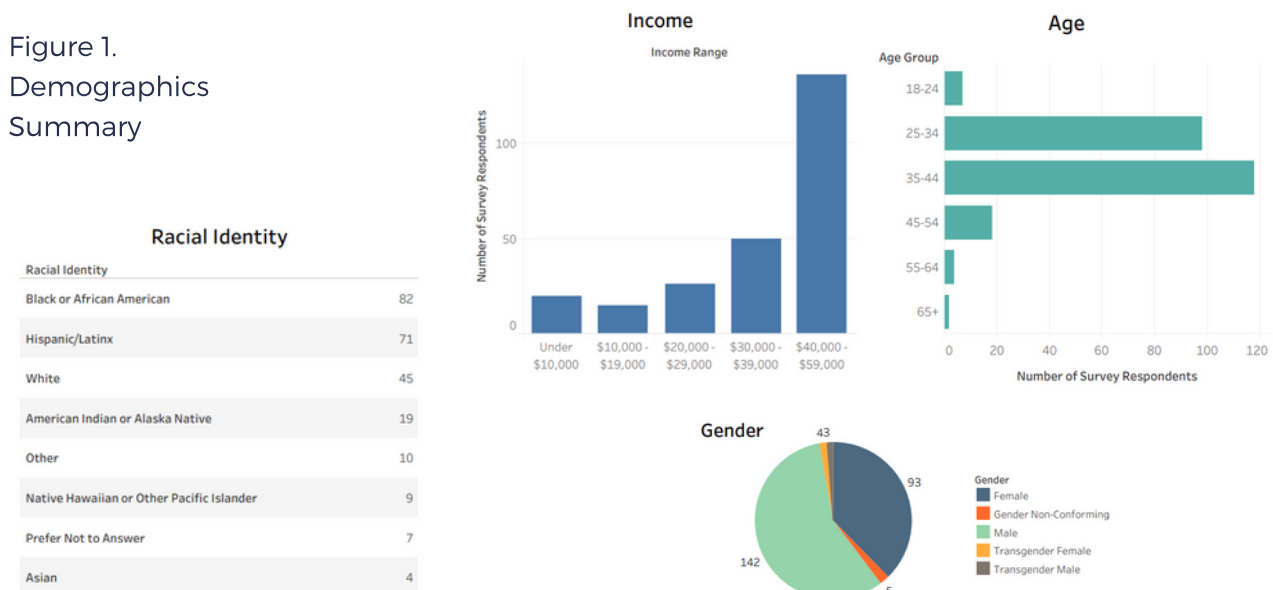 Figure 1.
Demographics
Summary
Racial Identity
Racial Identity
Black or African American 82
Hispanic/Latinx 71
White 45
American Indian or Alaska Native 19
Other 10
Native Hawaiian or Other Pacific Islander 9
Prefer Not to Answer 7
Asian 4
Income
Income Range
Number of Survey Respondents
100
50
0
Under $10,000
$10,000 - $19,000
$20,000 - $29,000
$30,000 - $39,000
$40,000 - $59,000
Age
Age Group
18-24
25-34
35-44
45-54
55-64
65+
0 20 40 60 80 100 120
Number of Survey Respondents
Gender
43
93
142
Gender
Female
Gender Non-Conforming
Male
Transgender Female
Transgender Male